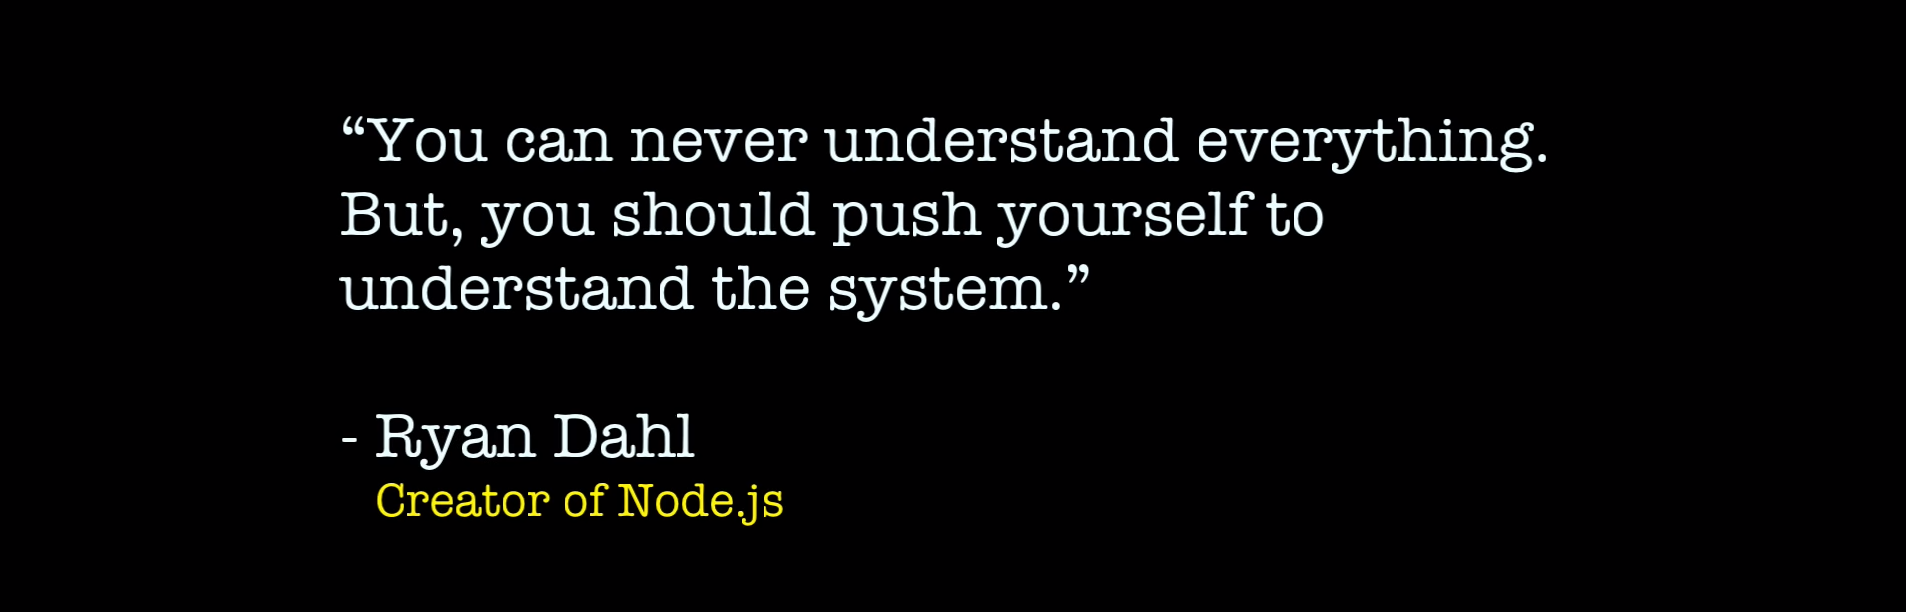 “You can never understand everything.
But, you should push yourself to
understand the system.”
- Ryan Dahl
Creator of Node.js